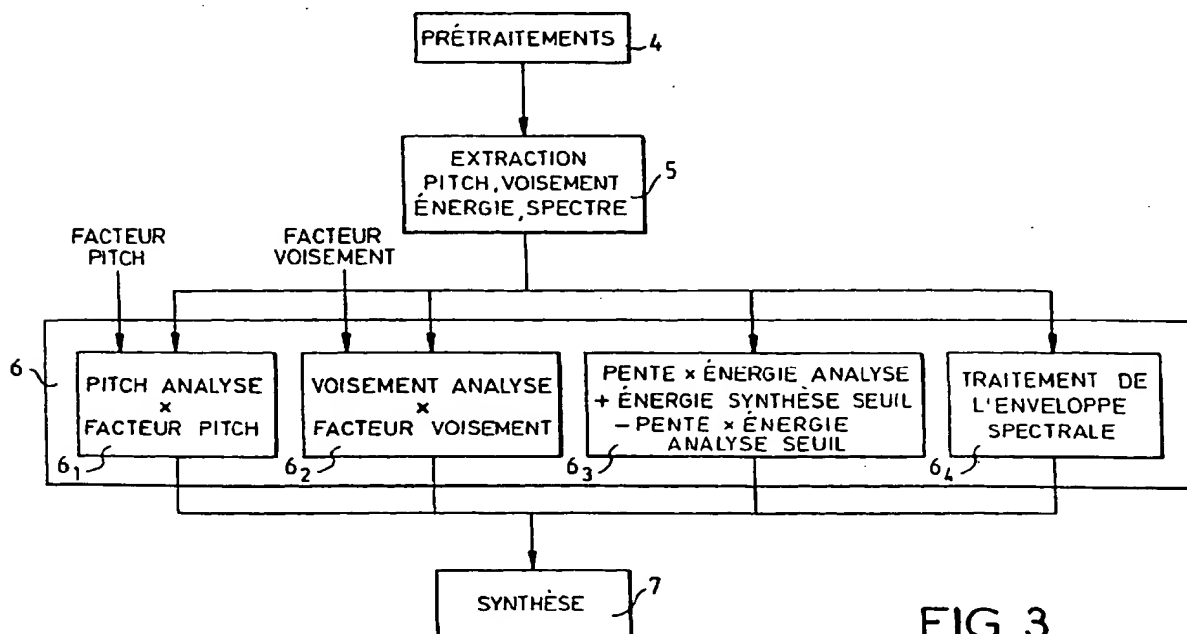 PRÉTRAITEMENTS
4
EXTRACTION
PITCH, VOISEMENT
ÉNERGIE, SPECTRE
5
FACTEUR
PITCH
FACTEUR
VOISEMENT
6
PITCH ANALYSE
×
FACTEUR PITCH
6₁
VOISEMENT ANALYSE
×
FACTEUR VOISEMENT
6₂
PENTE × ÉNERGIE ANALYSE
+ ÉNERGIE SYNTHÈSE SEUIL
− PENTE × ÉNERGIE
ANALYSE SEUIL
6₃
TRAITEMENT DE
L'ENVELOPPE
SPECTRALE
6₄
SYNTHÈSE
7
FIG. 3